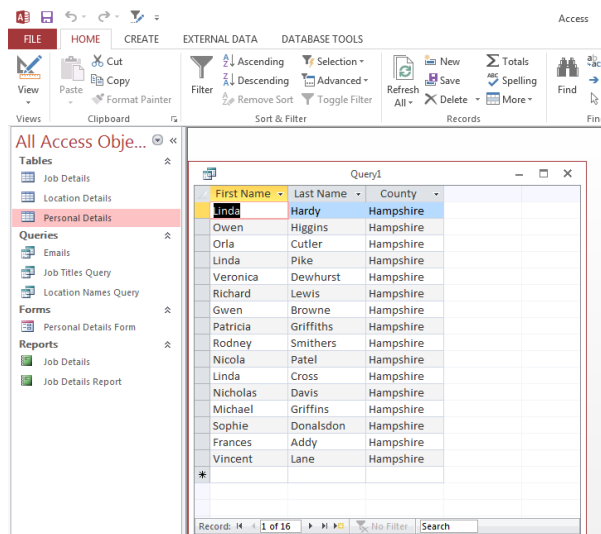 Access
FILE HOME CREATE EXTERNAL DATA DATABASE TOOLS
View
Paste
Cut
Copy
Format Painter
Filter
Ascending
Descending
Remove Sort
Selection
Advanced
Toggle Filter
Refresh
All
New
Save
Delete
Totals
Spelling
More
Find
Views Clipboard Sort & Filter Records Fin
All Access Obje...
Tables
Job Details
Location Details
Personal Details
Queries
Emails
Job Titles Query
Location Names Query
Forms
Personal Details Form
Reports
Job Details
Job Details Report
Query1
First Name Last Name County
Linda Hardy Hampshire
Owen Higgins Hampshire
Orla Cutler Hampshire
Linda Pike Hampshire
Veronica Dewhurst Hampshire
Richard Lewis Hampshire
Gwen Browne Hampshire
Patricia Griffiths Hampshire
Rodney Smithers Hampshire
Nicola Patel Hampshire
Linda Cross Hampshire
Nicholas Davis Hampshire
Michael Griffins Hampshire
Sophie Donalsdon Hampshire
Frances Addy Hampshire
Vincent Lane Hampshire
Record: 1 of 16 No Filter Search